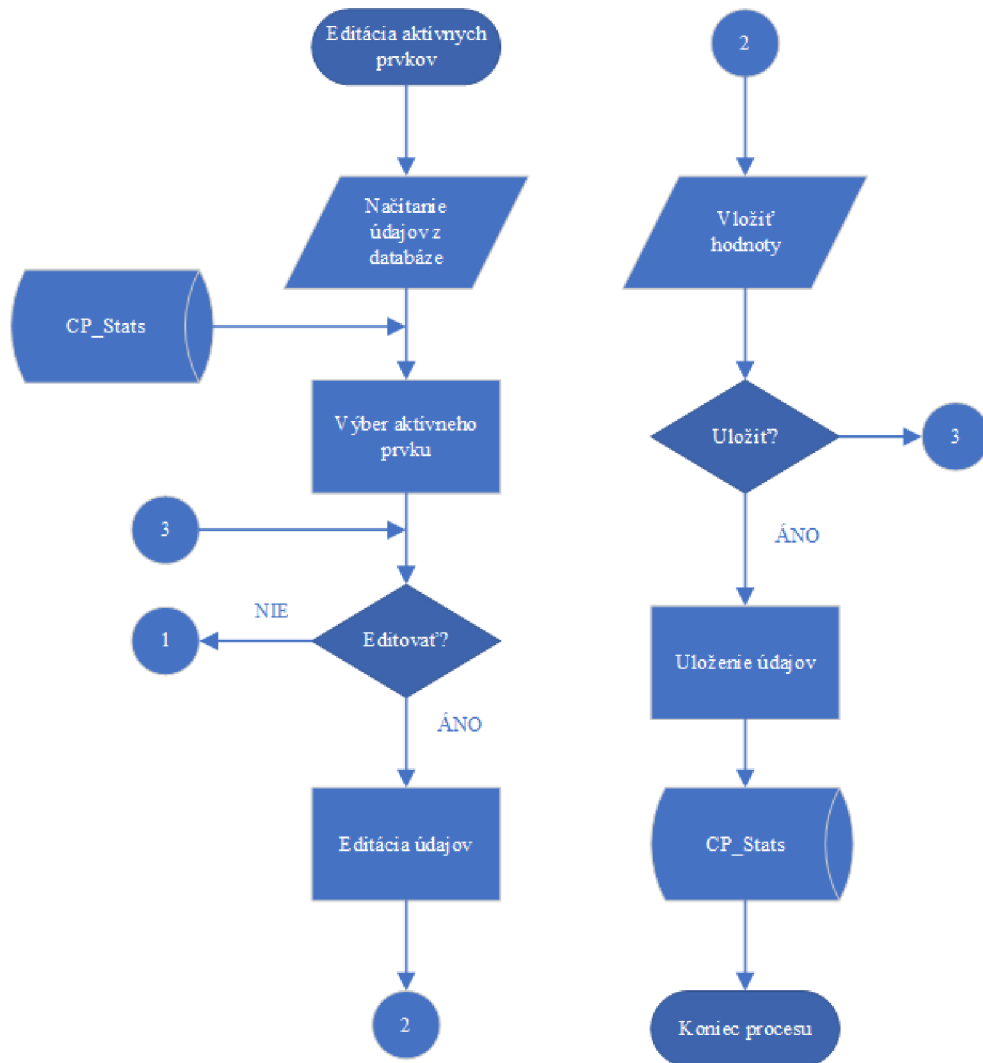 Editácia aktívnych
prvkov
Načítanie
údajov z
databáze
CP_Stats
Výber aktívneho
prvku
3
NIE
1
Editovať?
ÁNO
Editácia údajov
2
2
Vložiť
hodnoty
Uložiť?
3
ÁNO
Uloženie údajov
CP_Stats
Koniec procesu